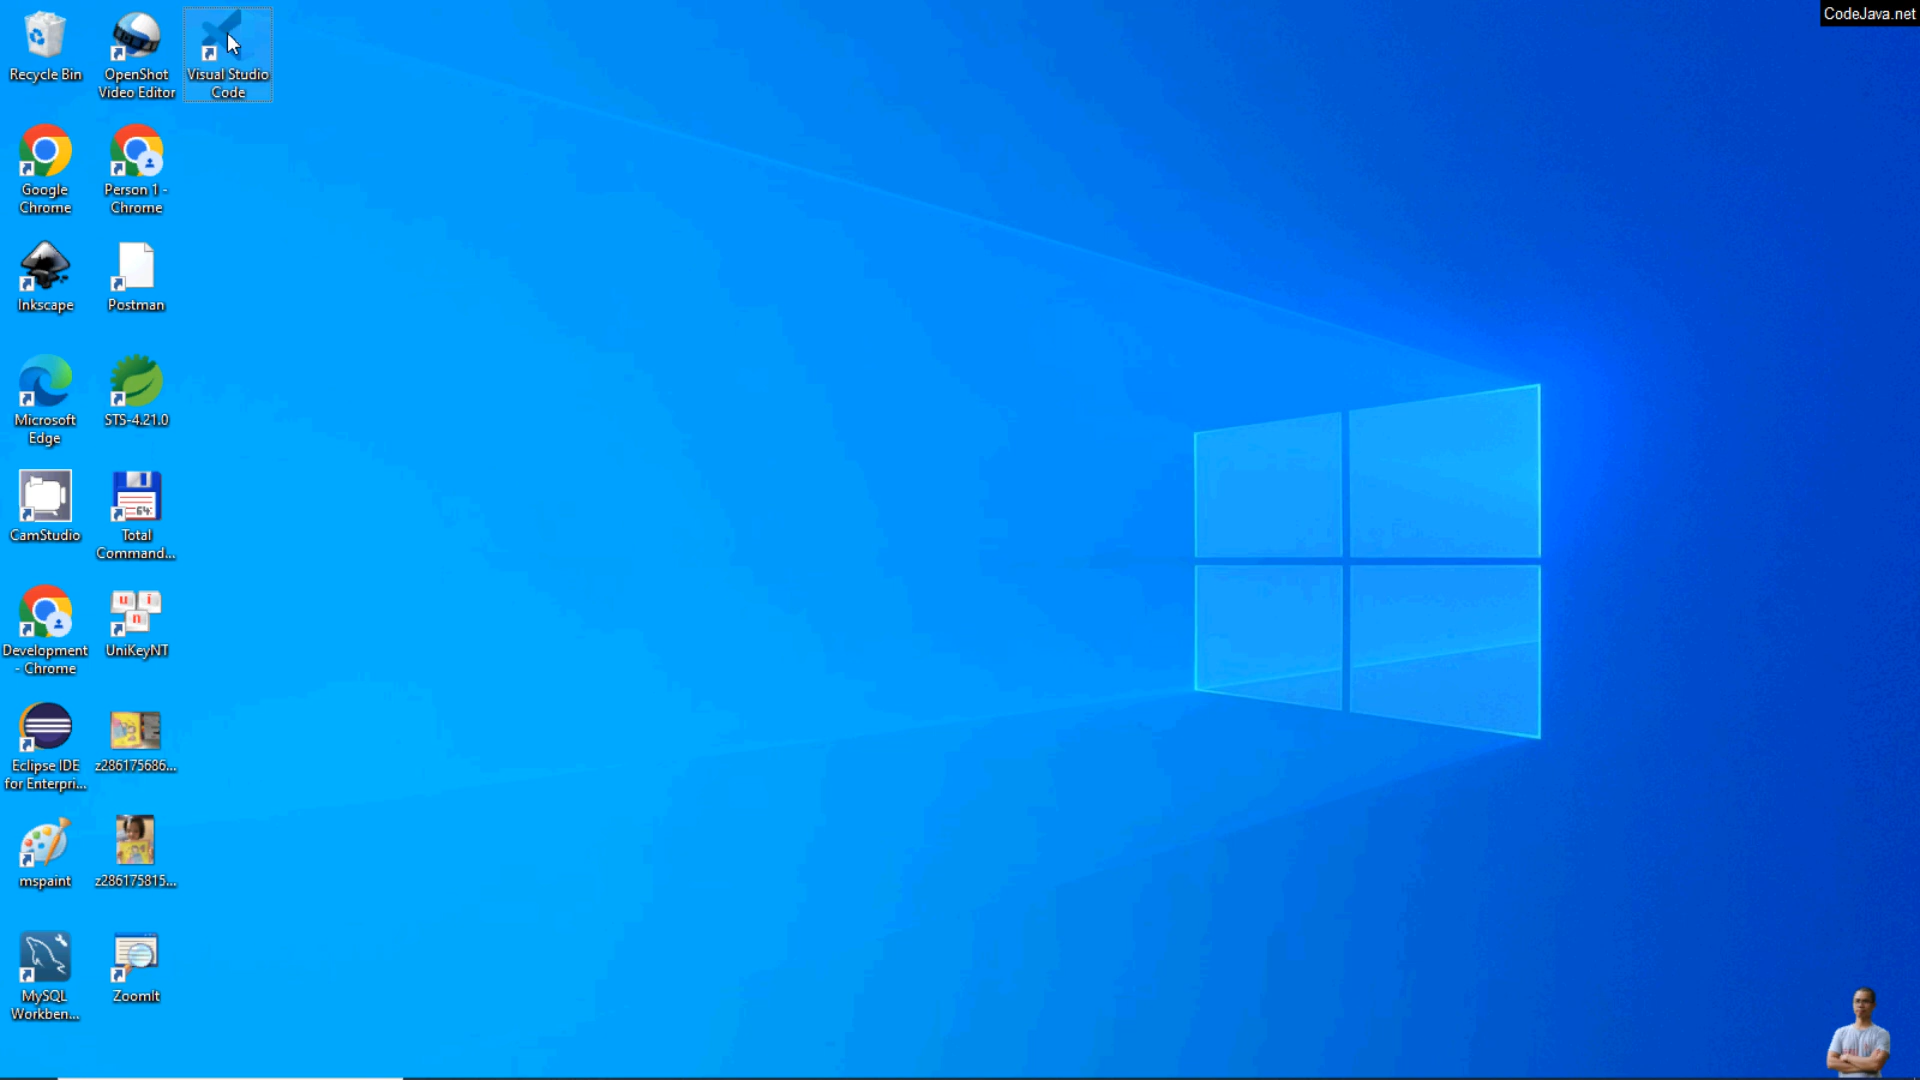 CodeJava.net
Recycle Bin
OpenShot
Video Editor
Visual Studio
Code
Google
Chrome
Person 1 -
Chrome
Inkscape
Postman
Microsoft
Edge
STS-4.21.0
CamStudio
64
Total
Command...
Development
- Chrome
u i
n
UniKeyNT
Eclipse IDE
for Enterpri...
z286175686...
mspaint
z286175815...
MySQL
Workben...
ZoomIt